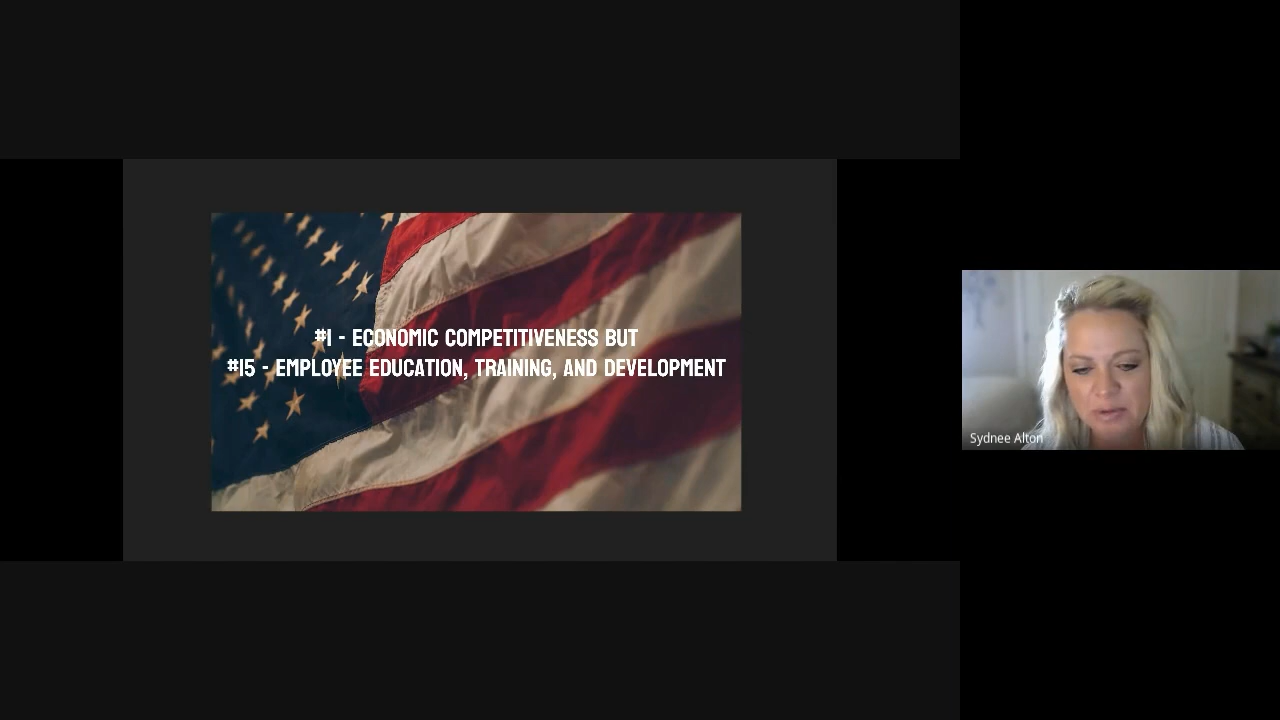 #1 - ECONOMIC COMPETITIVENESS BUT
#15 - EMPLOYEE EDUCATION, TRAINING, AND DEVELOPMENT
Sydnee Alton